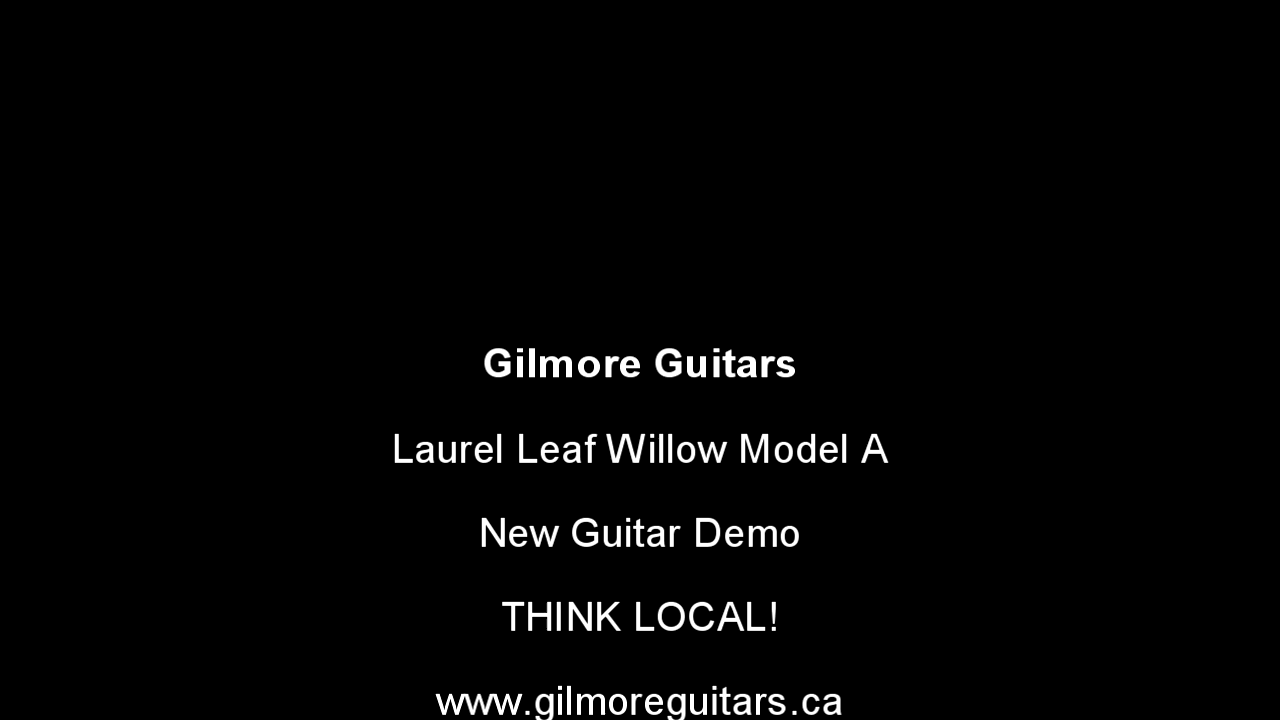 Gilmore Guitars
Laurel Leaf Willow Model A
New Guitar Demo
THINK LOCAL!
www.gilmoreguitars.ca